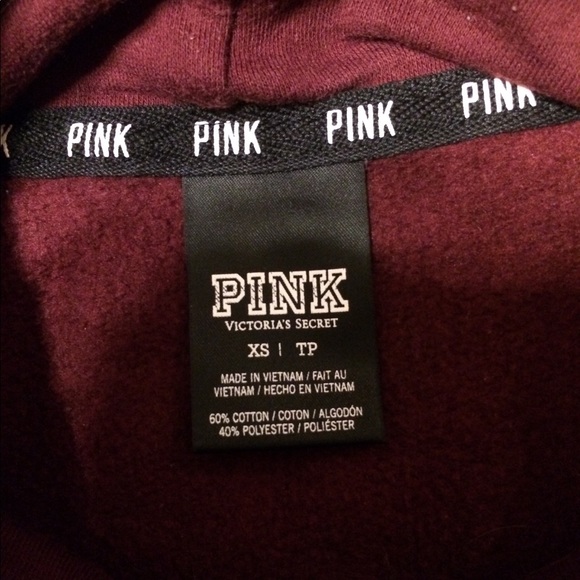 PINK PINK PINK PINK
PINK
VICTORIA'S SECRET
XS | TP
MADE IN VIETNAM / FAIT AU
VIETNAM / HECHO EN VIETNAM
60% COTTON / COTON / ALGODÓN
40% POLYESTER / POLIÉSTER